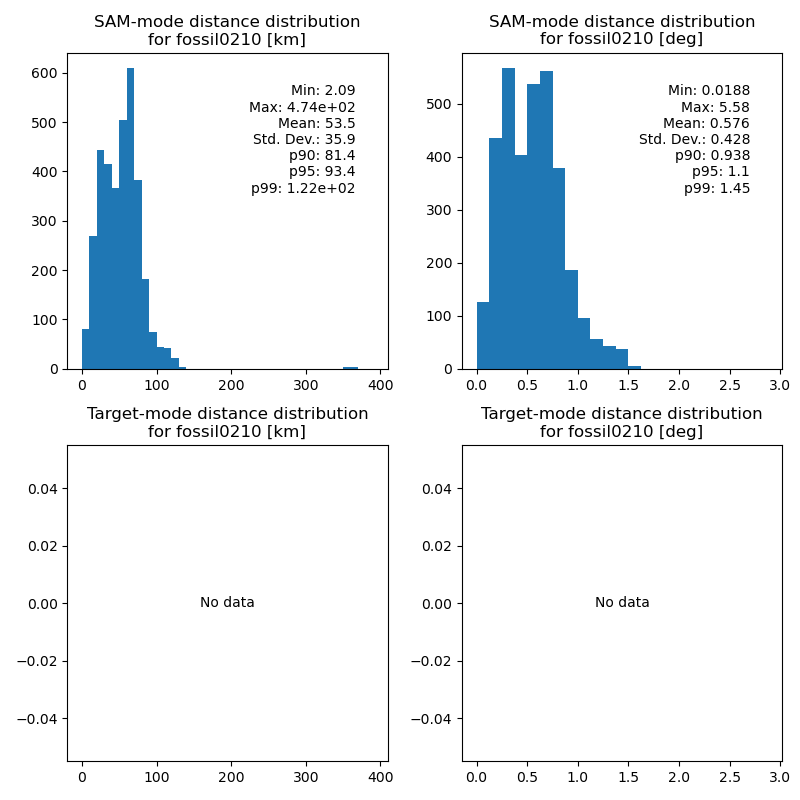 SAM-mode distance distribution
for fossil0210 [km]
Min: 2.09
Max: 4.74e+02
Mean: 53.5
Std. Dev.: 35.9
p90: 81.4
p95: 93.4
p99: 1.22e+02
600
500
400
300
200
100
0
0 100 200 300 400
SAM-mode distance distribution
for fossil0210 [deg]
Min: 0.0188
Max: 5.58
Mean: 0.576
Std. Dev.: 0.428
p90: 0.938
p95: 1.1
p99: 1.45
500
400
300
200
100
0
0.0 0.5 1.0 1.5 2.0 2.5 3.0
Target-mode distance distribution
for fossil0210 [km]
0.04
0.02
0.00
−0.02
−0.04
No data
0 100 200 300 400
Target-mode distance distribution
for fossil0210 [deg]
0.04
0.02
0.00
−0.02
−0.04
No data
0.0 0.5 1.0 1.5 2.0 2.5 3.0